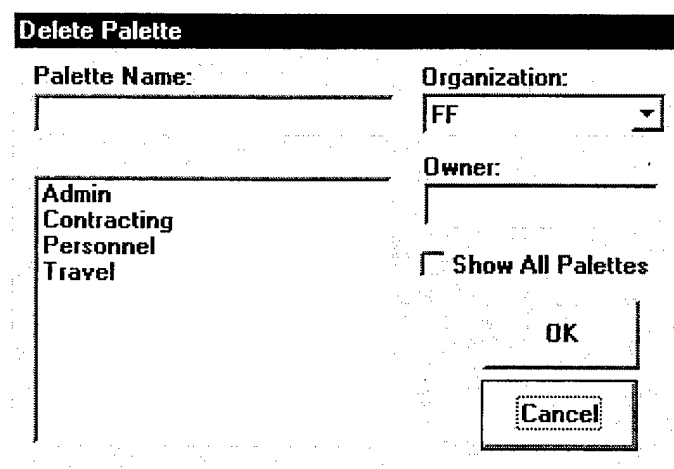 Delete Palette
Palette Name:
Organization:
FF
Owner:
Admin
Contracting
Personnel
Travel
Show All Palettes
OK
Cancel